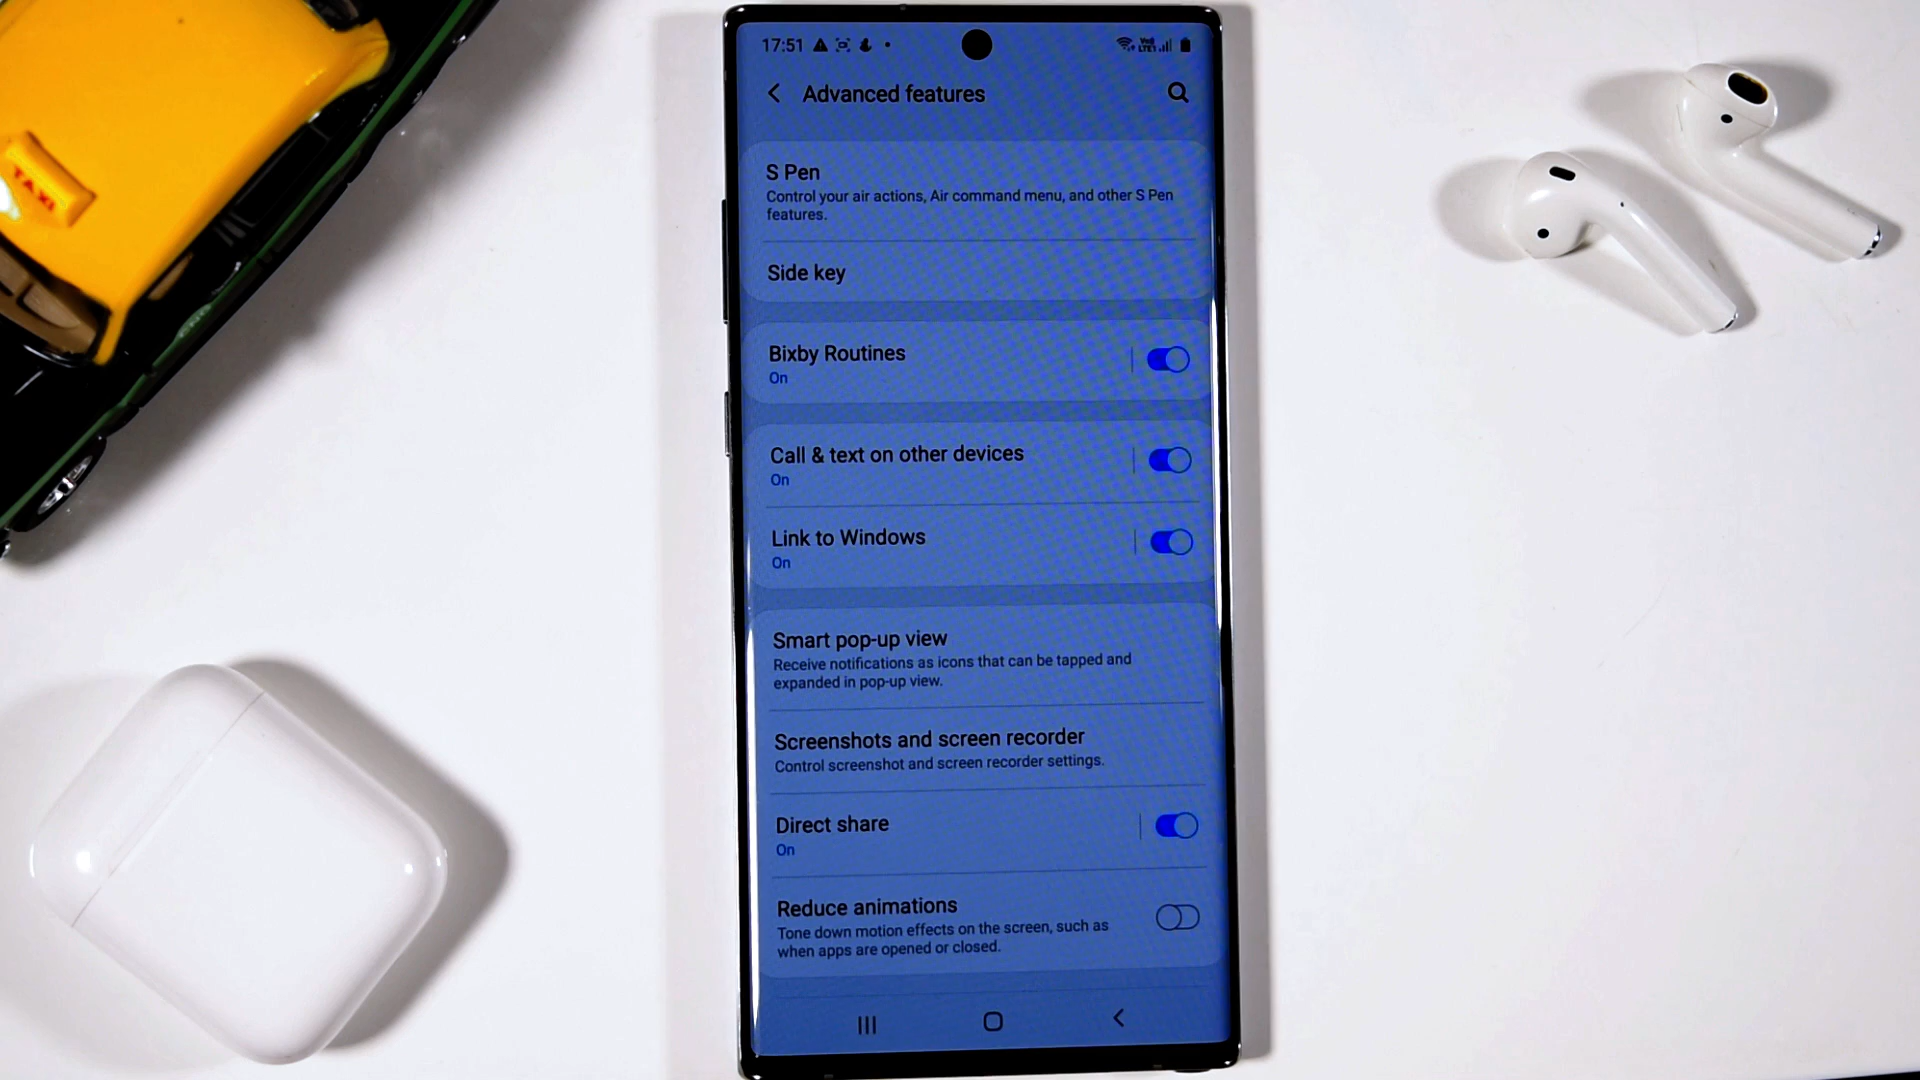 TAXI
17:51
Advanced features
S Pen
Control your air actions, Air command menu, and other S Pen
features.
Side key
Bixby Routines
On
Call & text on other devices
On
Link to Windows
On
Smart pop-up view
Receive notifications as icons that can be tapped and
expanded in pop-up view.
Screenshots and screen recorder
Control screenshot and screen recorder settings.
Direct share
On
Reduce animations
Tone down motion effects on the screen, such as
when apps are opened or closed.